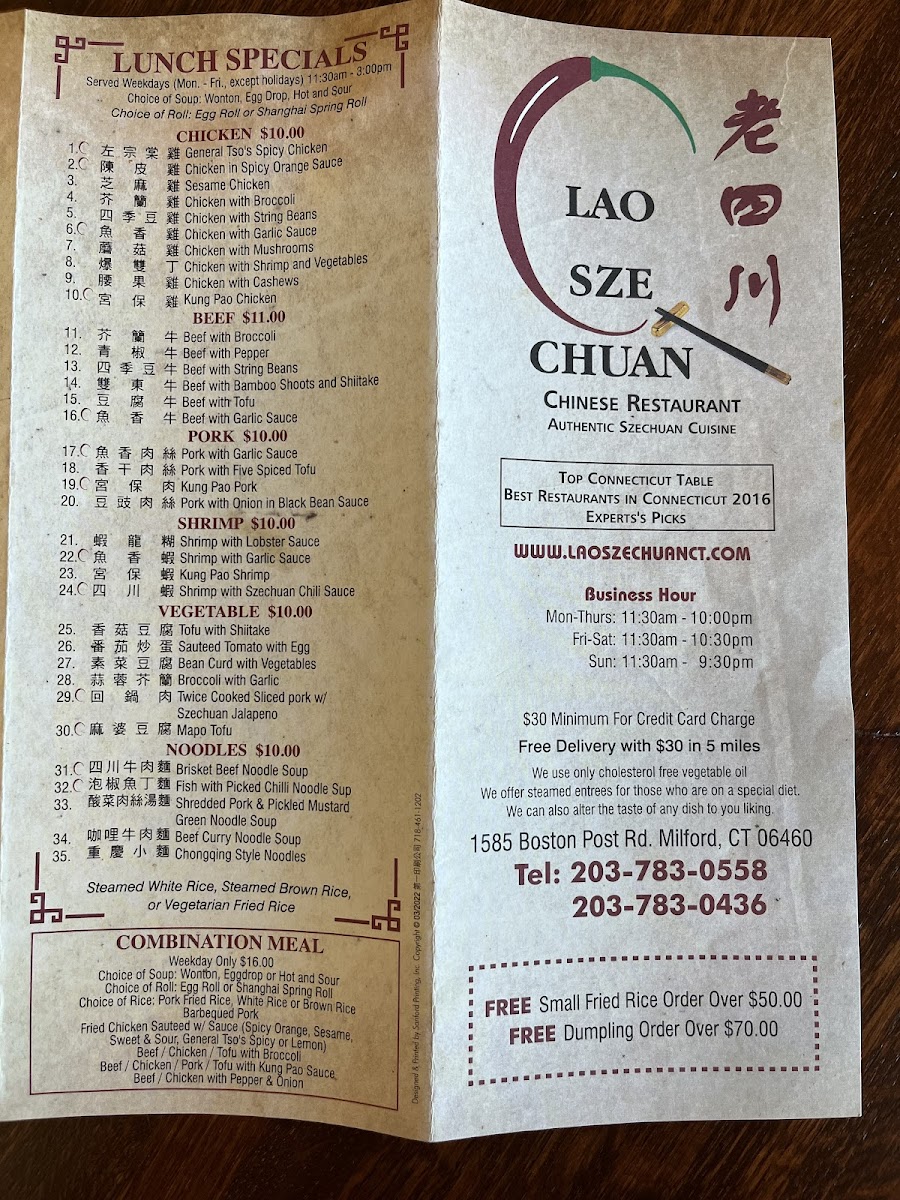 LUNCH SPECIALS
Served Weekdays (Mon. - Fri., except holidays) 11:30am - 3:00pm
Choice of Soup: Wonton, Egg Drop, Hot and Sour
Choice of Roll: Egg Roll or Shanghai Spring Roll
CHICKEN $10.00
1. 左宗棠雞 General Tso's Spicy Chicken
2. 陳皮雞 Chicken in Spicy Orange Sauce
3. 芝麻雞 Sesame Chicken
4. 芥蘭雞 Chicken with Broccoli
5. 四季豆雞 Chicken with String Beans
6. 魚香雞 Chicken with Garlic Sauce
7. 蘑菇雞 Chicken with Mushrooms
8. 爆雙丁 Chicken with Shrimp and Vegetables
9. 腰果雞 Chicken with Cashews
10. 宮保雞 Kung Pao Chicken
BEEF $11.00
11. 芥蘭牛 Beef with Broccoli
12. 青椒牛 Beef with Pepper
13. 四季豆牛 Beef with String Beans
14. 雙東牛 Beef with Bamboo Shoots and Shiitake
15. 豆腐牛 Beef with Tofu
16. 魚香牛 Beef with Garlic Sauce
PORK $10.00
17. 魚香肉絲 Pork with Garlic Sauce
18. 香干肉絲 Pork with Five Spiced Tofu
19. 宮保肉 Kung Pao Pork
20. 豆豉肉絲 Pork with Onion in Black Bean Sauce
SHRIMP $10.00
21. 蝦龍糊 Shrimp with Lobster Sauce
22. 魚香蝦 Shrimp with Garlic Sauce
23. 宮保蝦 Kung Pao Shrimp
24. 四川蝦 Shrimp with Szechuan Chili Sauce
VEGETABLE $10.00
25. 香菇豆腐 Tofu with Shiitake
26. 番茄炒蛋 Sauteed Tomato with Egg
27. 素菜豆腐 Bean Curd with Vegetables
28. 蒜蓉芥蘭 Broccoli with Garlic
29. 回鍋肉 Twice Cooked Sliced pork w/
Szechuan Jalapeno
30. 麻婆豆腐 Mapo Tofu
NOODLES $10.00
31. 四川牛肉麵 Brisket Beef Noodle Soup
32. 泡椒魚丁麵 Fish with Picked Chilli Noodle Sup
33. 酸菜肉絲湯麵 Shredded Pork & Pickled Mustard
Green Noodle Soup
34. 咖哩牛肉麵 Beef Curry Noodle Soup
35. 重慶小麵 Chongqing Style Noodles
Steamed White Rice, Steamed Brown Rice,
or Vegetarian Fried Rice
COMBINATION MEAL
Weekday Only $16.00
Choice of Soup: Wonton, Eggdrop or Hot and Sour
Choice of Roll: Egg Roll or Shanghai Spring Roll
Choice of Rice: Pork Fried Rice, White Rice or Brown Rice
Barbequed Pork
Fried Chicken Sauteed w/ Sauce (Spicy Orange, Sesame,
Sweet & Sour, General Tso's Spicy or Lemon)
Beef / Chicken / Tofu with Broccoli
Beef / Chicken / Pork / Tofu with Kung Pao Sauce
Beef / Chicken with Pepper & Onion
Designed & Printed by Sanford Printing, Inc. Copyright © 03/2022 第一印刷公司 718-461-1202
老四川
LAO
SZE
CHUAN
CHINESE RESTAURANT
AUTHENTIC SZECHUAN CUISINE
TOP CONNECTICUT TABLE
BEST RESTAURANTS IN CONNECTICUT 2016
EXPERTS'S PICKS
WWW.LAOSZECHUANCT.COM
Business Hour
Mon-Thurs: 11:30am - 10:00pm
Fri-Sat: 11:30am - 10:30pm
Sun: 11:30am - 9:30pm
$30 Minimum For Credit Card Charge
Free Delivery with $30 in 5 miles
We use only cholesterol free vegetable oil
We offer steamed entrees for those who are on a special diet.
We can also alter the taste of any dish to you liking.
1585 Boston Post Rd. Milford, CT 06460
Tel: 203-783-0558
203-783-0436
FREE Small Fried Rice Order Over $50.00
FREE Dumpling Order Over $70.00